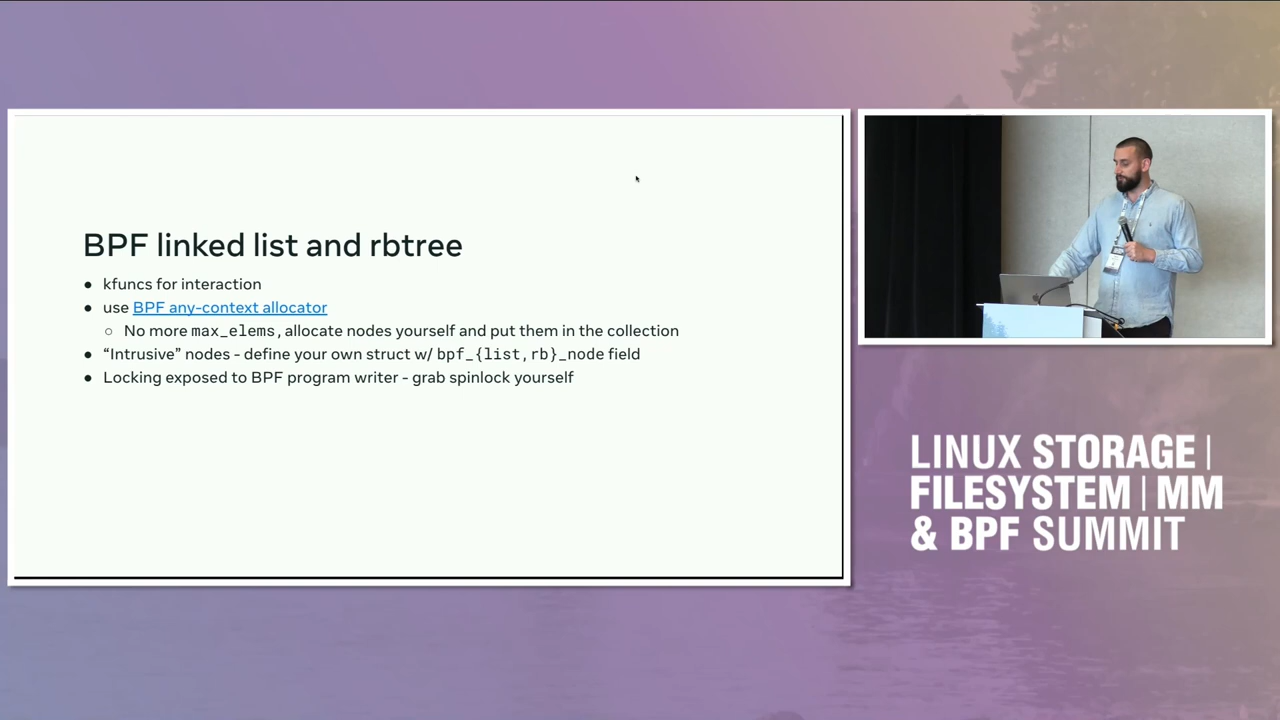 BPF linked list and rbtree
● kfuncs for interaction
● use BPF any-context allocator
○ No more max_elems, allocate nodes yourself and put them in the collection
● “Intrusive” nodes - define your own struct w/ bpf_{list,rb}_node field
● Locking exposed to BPF program writer - grab spinlock yourself
LINUX STORAGE |
FILESYSTEM | MM
& BPF SUMMIT